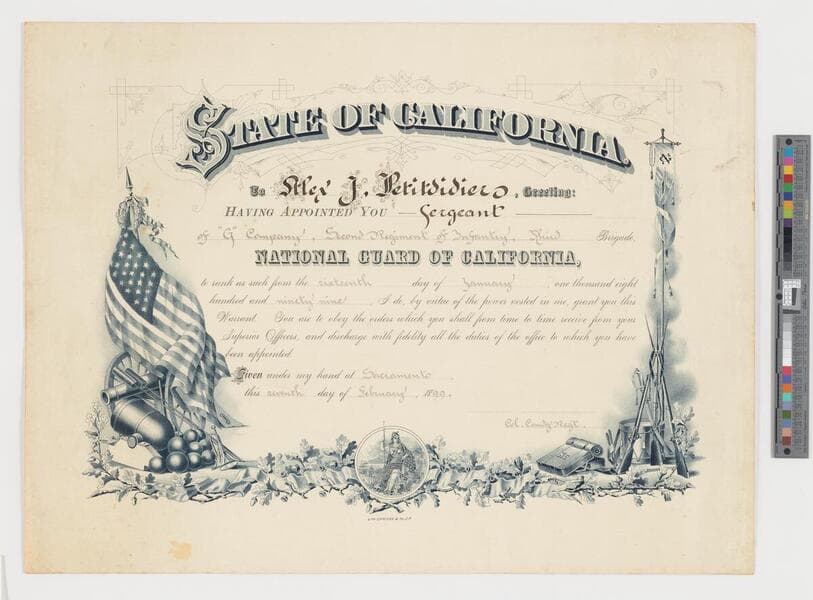 STATE OF CALIFORNIA.
To Alex J. Petitdidier, Greeting:
HAVING APPOINTED YOU Sergeant
of "G" Company, Second Regiment of Infantry, Third Brigade,
NATIONAL GUARD OF CALIFORNIA,
to rank as such from the sixteenth day of January, one thousand eight
hundred and ninety nine. I do, by virtue of the power vested in me, grant you this
Warrant. You are to obey the orders which you shall from time to time receive from your
Superior Officers, and discharge with fidelity all the duties of the office to which you have
been appointed.
Given under my hand at Sacramento
this seventh day of February, 1899.
Col. Comdg Regt.